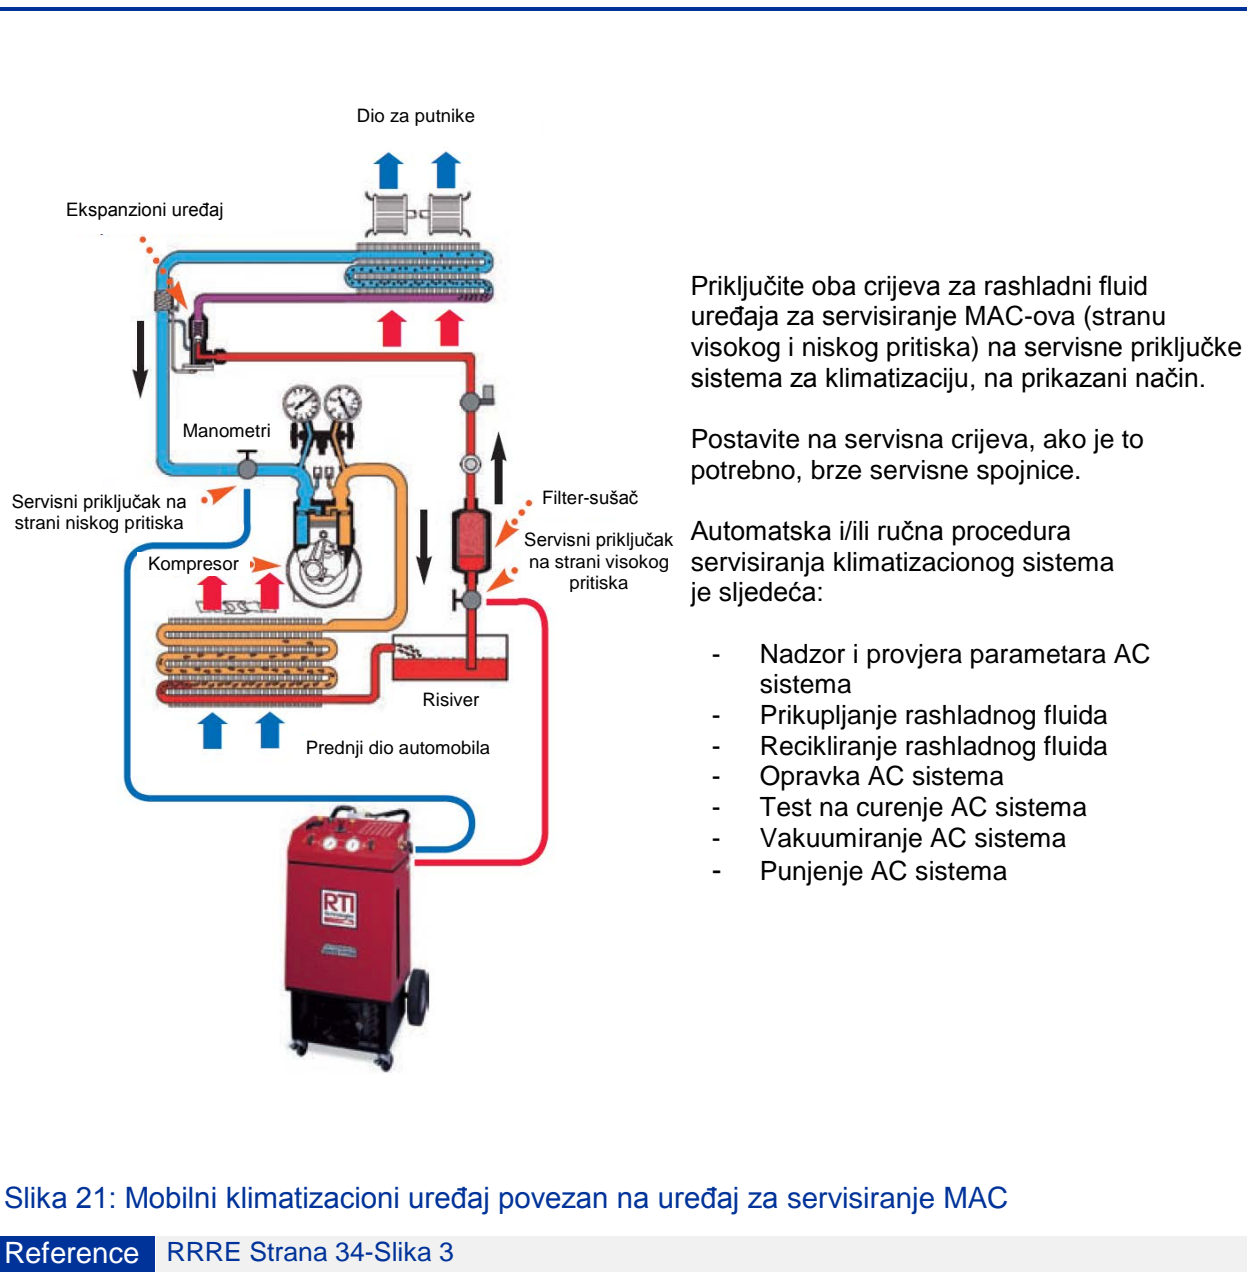 Dio za putnike
Ekspanzioni uređaj
Manometri
Servisni priključak na
strani niskog pritiska
Kompresor
Filter-sušač
Servisni priključak
na strani visokog
pritiska
Risiver
Prednji dio automobila
RTI
Priključite oba crijeva za rashladni fluid
uređaja za servisiranje MAC-ova (stranu
visokog i niskog pritiska) na servisne priključke
sistema za klimatizaciju, na prikazani način.
Postavite na servisna crijeva, ako je to
potrebno, brze servisne spojnice.
Automatska i/ili ručna procedura
servisiranja klimatizacionog sistema
je sljedeća:
- Nadzor i provjera parametara AC
sistema
- Prikupljanje rashladnog fluida
- Recikliranje rashladnog fluida
- Opravka AC sistema
- Test na curenje AC sistema
- Vakuumiranje AC sistema
- Punjenje AC sistema
Slika 21: Mobilni klimatizacioni uređaj povezan na uređaj za servisiranje MAC
Reference RRRE Strana 34-Slika 3